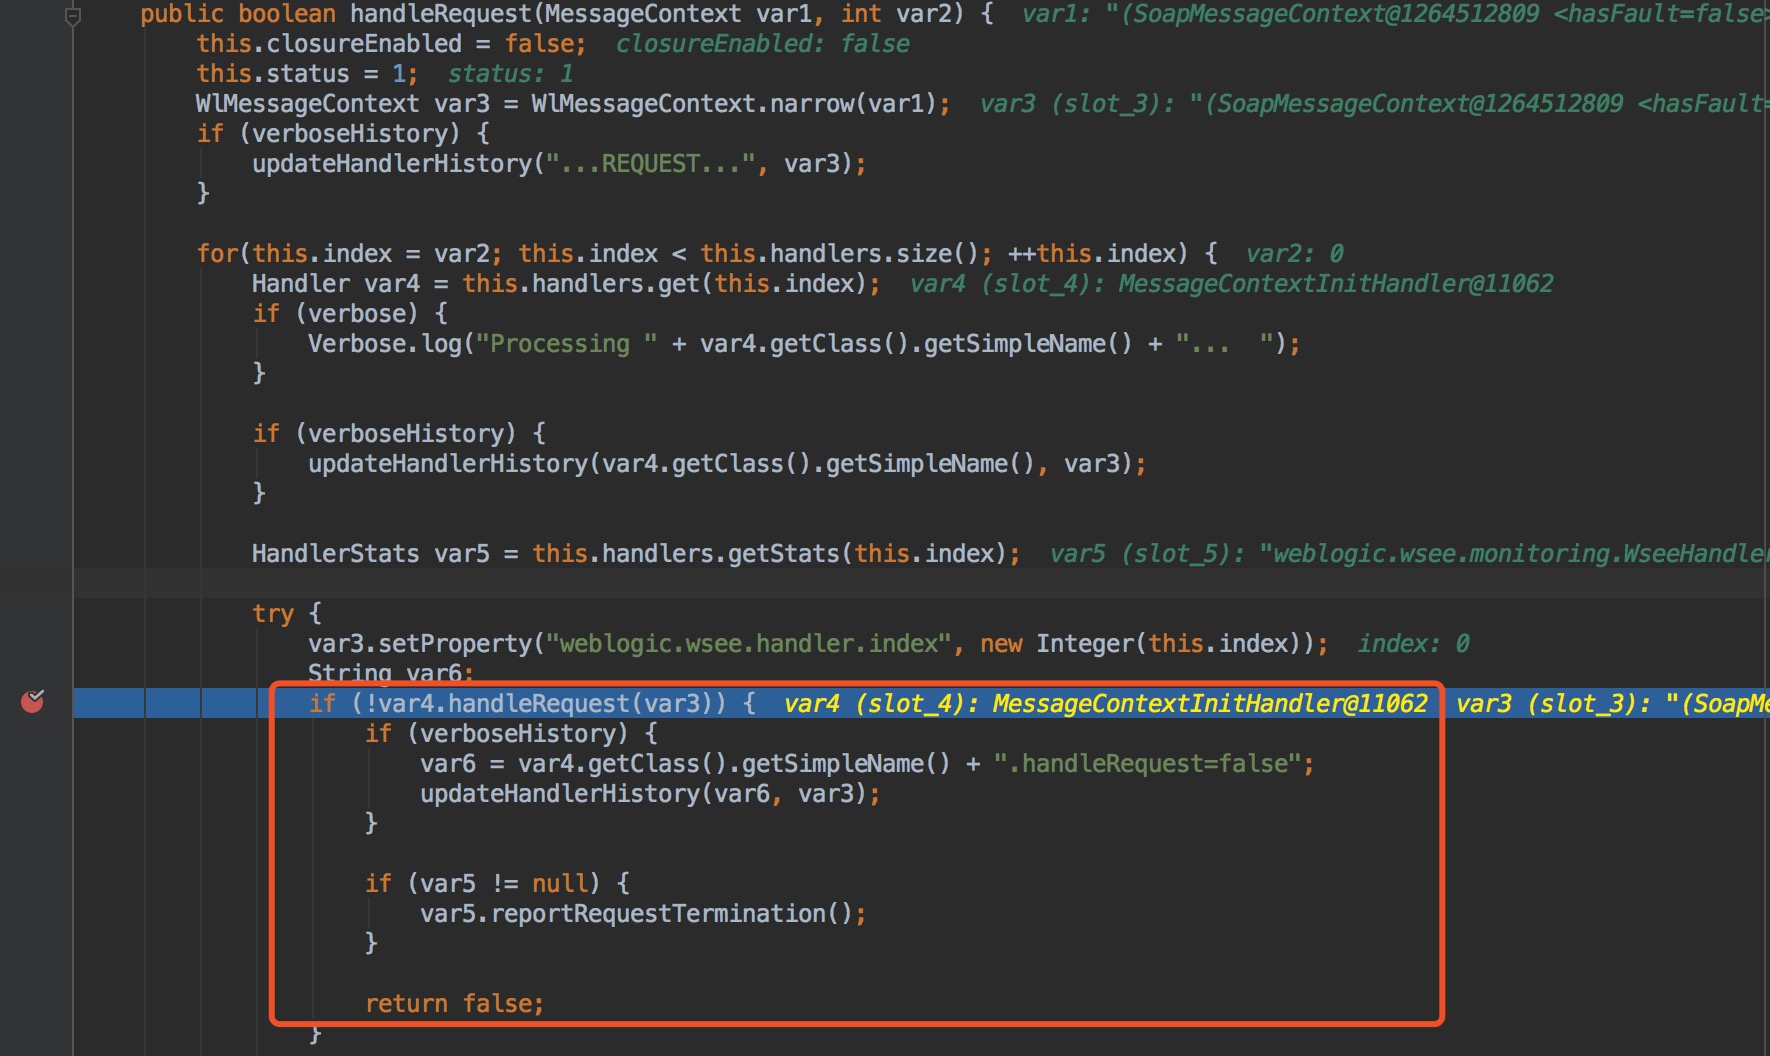 public boolean handleRequest(MessageContext var1, int var2) {  var1: "(SoapMessageContext@1264512809 <hasFault=false>
this.closureEnabled = false;  closureEnabled: false
this.status = 1;  status: 1
WlMessageContext var3 = WlMessageContext.narrow(var1);  var3 (slot_3): "(SoapMessageContext@1264512809 <hasFault=
if (verboseHistory) {
updateHandlerHistory("...REQUEST...", var3);
}
for(this.index = var2; this.index < this.handlers.size(); ++this.index) {  var2: 0
Handler var4 = this.handlers.get(this.index);  var4 (slot_4): MessageContextInitHandler@11062
if (verbose) {
Verbose.log("Processing " + var4.getClass().getSimpleName() + "...  ");
}
if (verboseHistory) {
updateHandlerHistory(var4.getClass().getSimpleName(), var3);
}
HandlerStats var5 = this.handlers.getStats(this.index);  var5 (slot_5): "weblogic.wsee.monitoring.WseeHandler
try {
var3.setProperty("weblogic.wsee.handler.index", new Integer(this.index));  index: 0
String var6;
if (!var4.handleRequest(var3)) {  var4 (slot_4): MessageContextInitHandler@11062  var3 (slot_3): "(SoapMe
if (verboseHistory) {
var6 = var4.getClass().getSimpleName() + ".handleRequest=false";
updateHandlerHistory(var6, var3);
}
if (var5 != null) {
var5.reportRequestTermination();
}
return false;
}